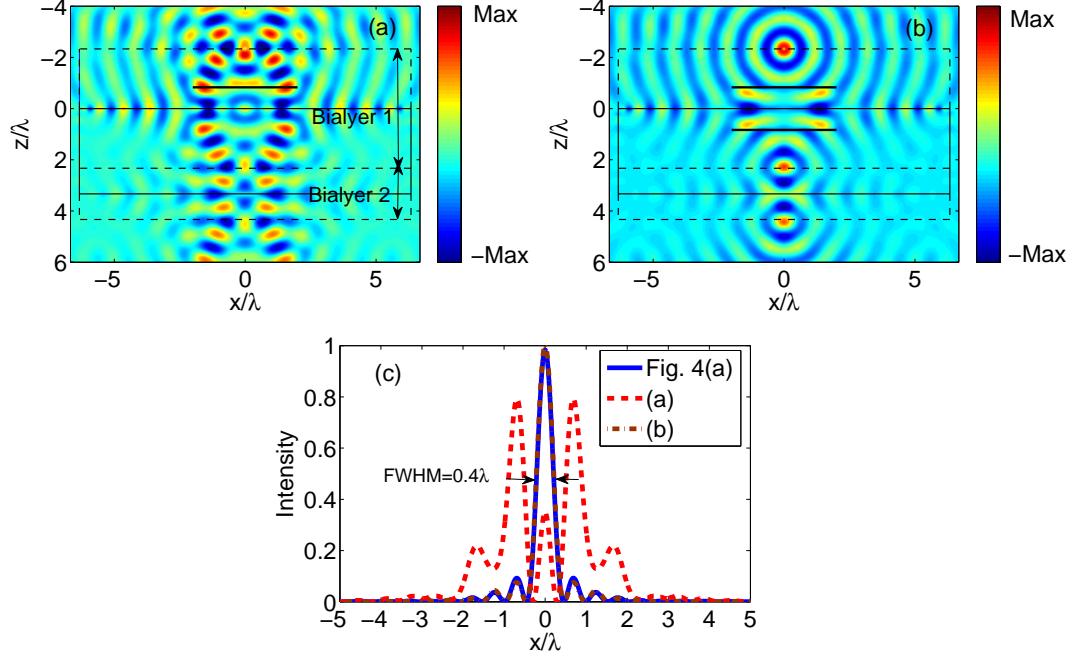 −4
−2
0
2
4
6
z/λ
(a)
Bialyer 1
Bialyer 2
−5
0
5
x/λ
Max
−Max
−4
−2
0
2
4
6
z/λ
(b)
−5
0
5
x/λ
Max
−Max
1
0.8
0.6
0.4
0.2
0
Intensity
(c)
FWHM=0.4λ
Fig. 4(a)
(a)
(b)
−5 −4 −3 −2 −1 0 1 2 3 4 5
x/λ